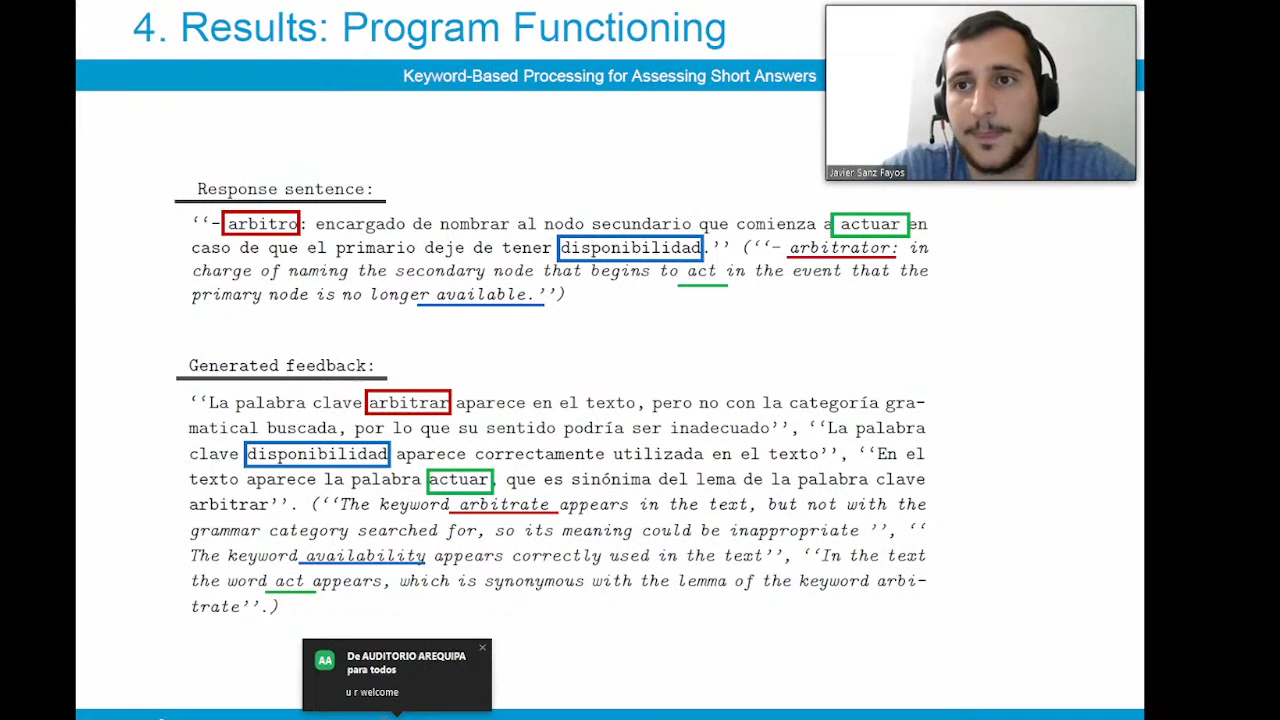 4. Results: Program Functioning
Keyword-Based Processing for Assessing Short Answers
Javier Sanz Fayos
Response sentence:
‘‘- arbitro: encargado de nombrar al nodo secundario que comienza a actuar en
caso de que el primario deje de tener disponibilidad.’’ (‘‘- arbitrator: in
charge of naming the secondary node that begins to act in the event that the
primary node is no longer available.’’)
Generated feedback:
‘‘La palabra clave arbitrar aparece en el texto, pero no con la categoría gra-
matical buscada, por lo que su sentido podría ser inadecuado’’, ‘‘La palabra
clave disponibilidad aparece correctamente utilizada en el texto’’, ‘‘En el
texto aparece la palabra actuar, que es sinónima del lema de la palabra clave
arbitrar’’. (‘‘The keyword arbitrate appears in the text, but not with the
grammar category searched for, so its meaning could be inappropriate ’’, ‘‘
The keyword availability appears correctly used in the text’’, ‘‘In the text
the word act appears, which is synonymous with the lemma of the keyword arbi-
trate’’.)
AA
De AUDITORIO AREQUIPA
para todos
u r welcome